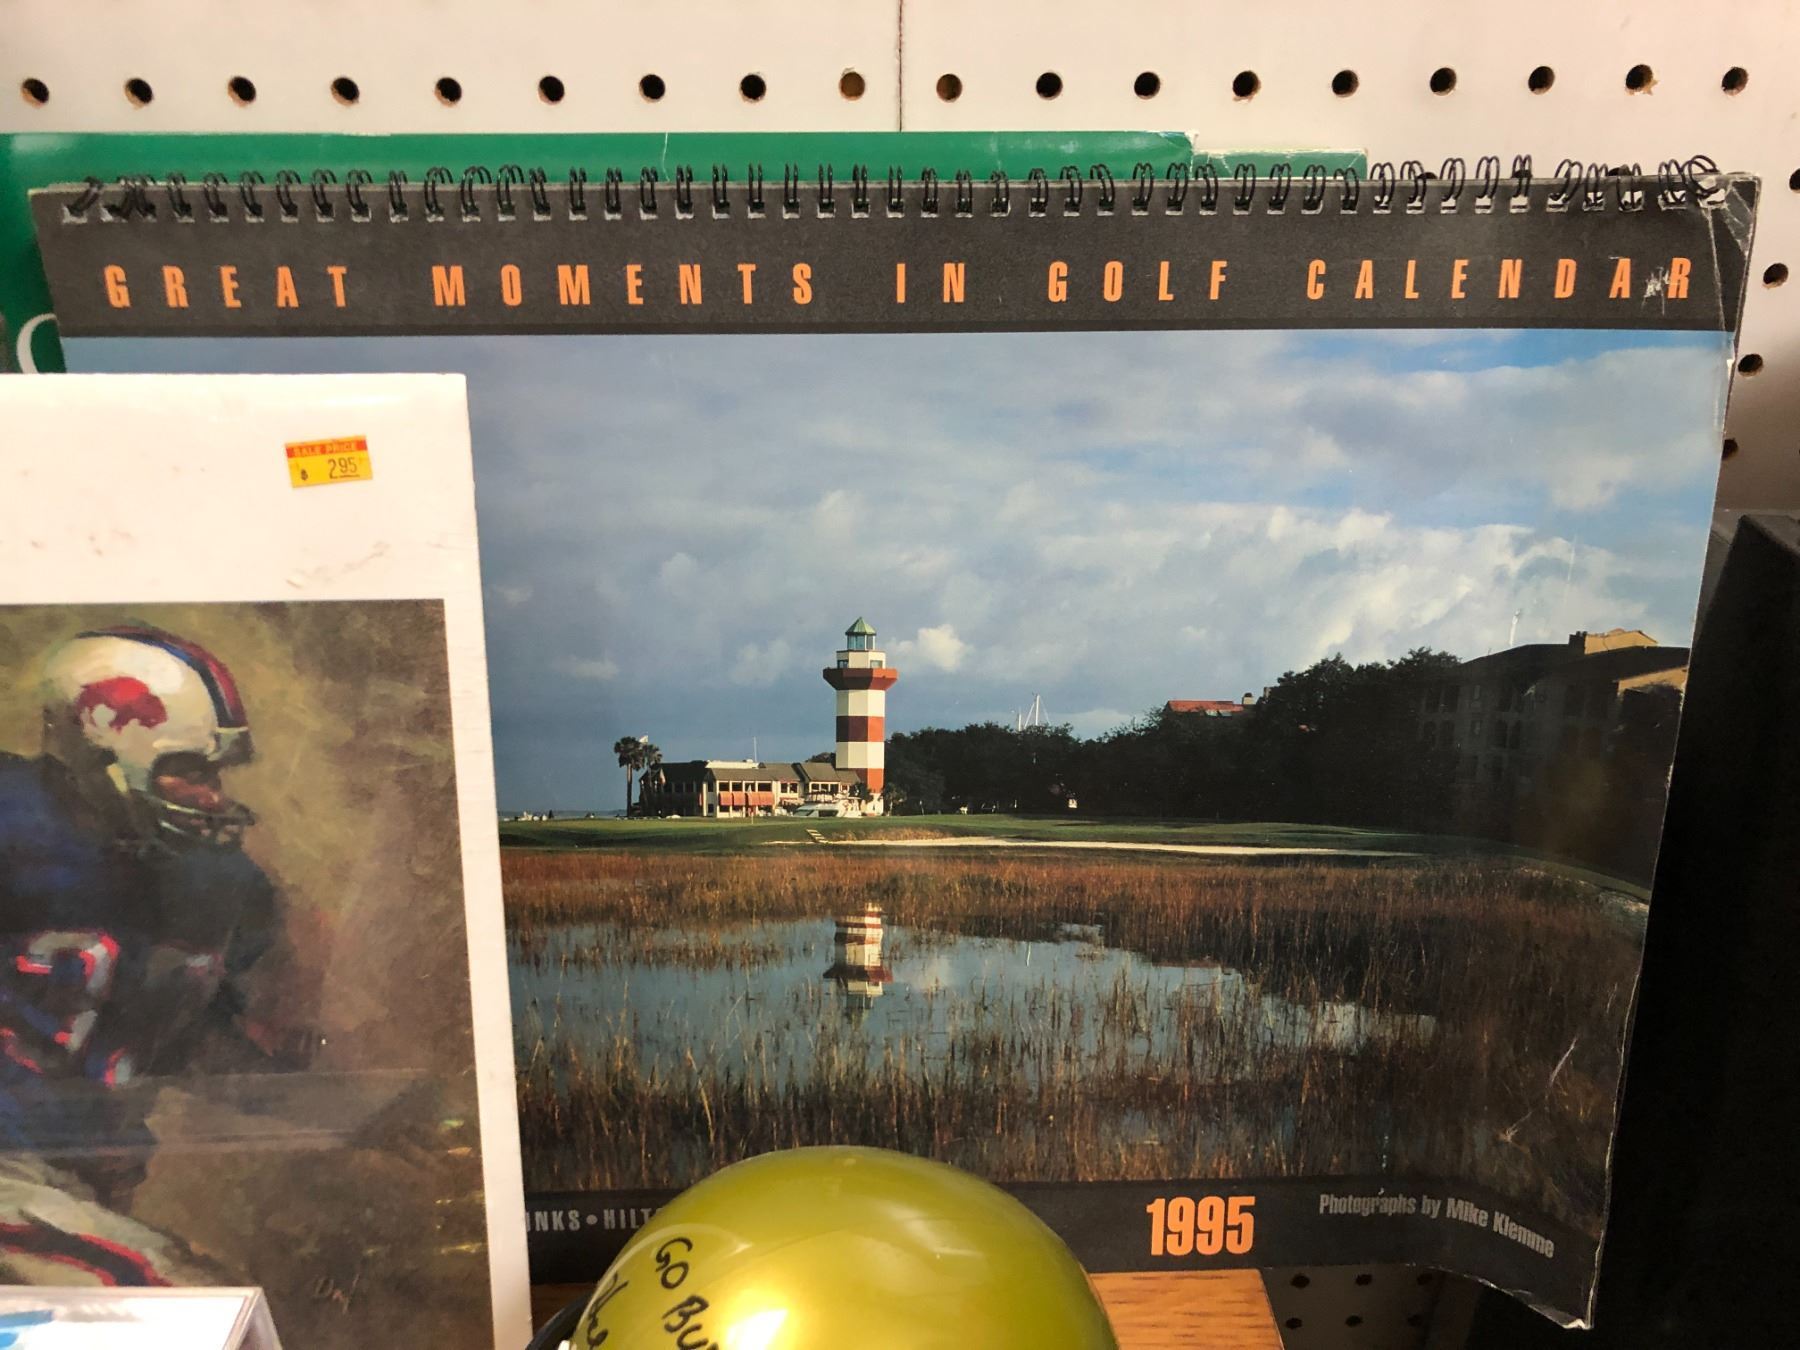 GREAT MOMENTS IN GOLF CALENDAR
SALE PRICE
$ 2.95
INKS • HILT
1995
Photographs by Mike Klemme
GO BU